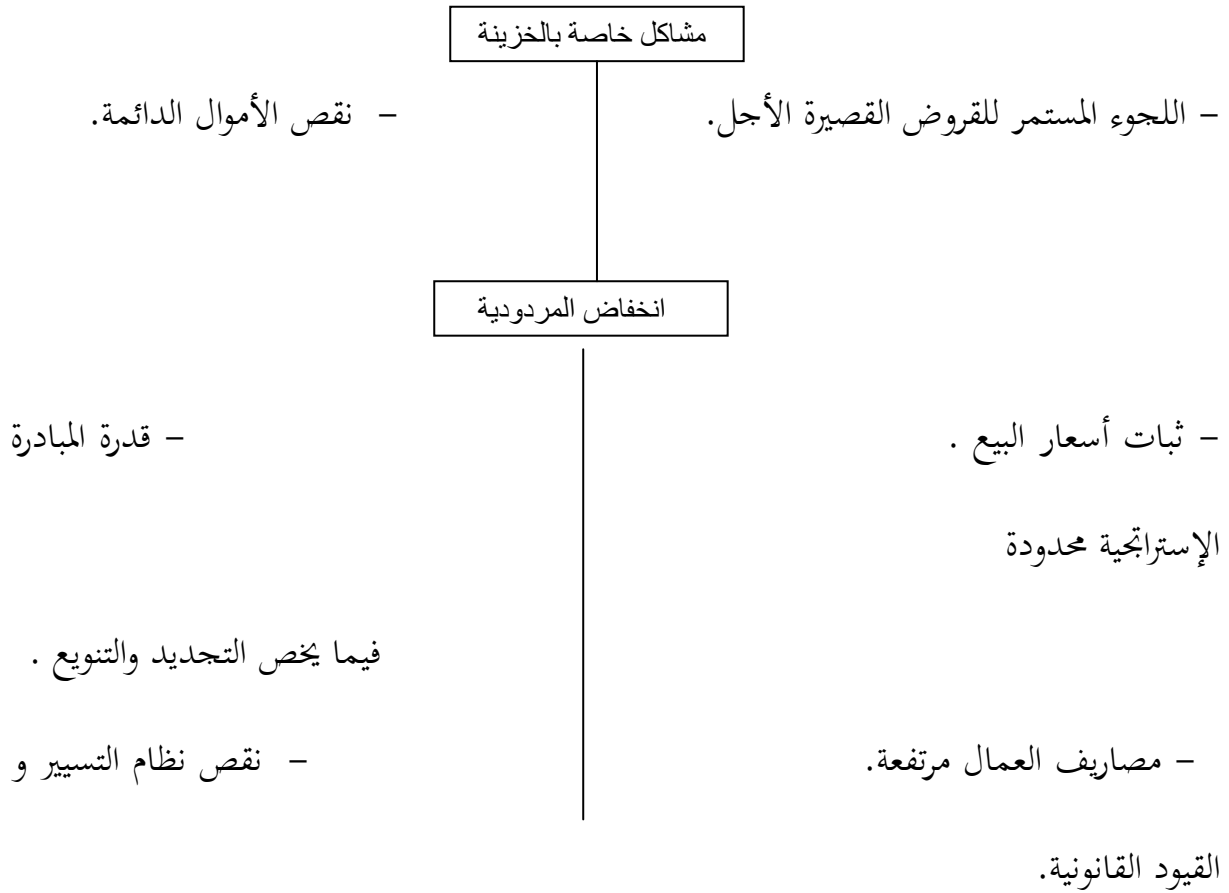 مشاكل خاصة بالخزينة
– اللجوء المستمر للقروض القصيرة الأجل. – نقص الأموال الدائمة.
انخفاض المردودية
– ثبات أسعار البيع . – قدرة المبادرة
الإستراتجية محدودة
فيما يخص التجديد والتنويع .
– مصاريف العمال مرتفعة. – نقص نظام التسيير و
القيود القانونية.